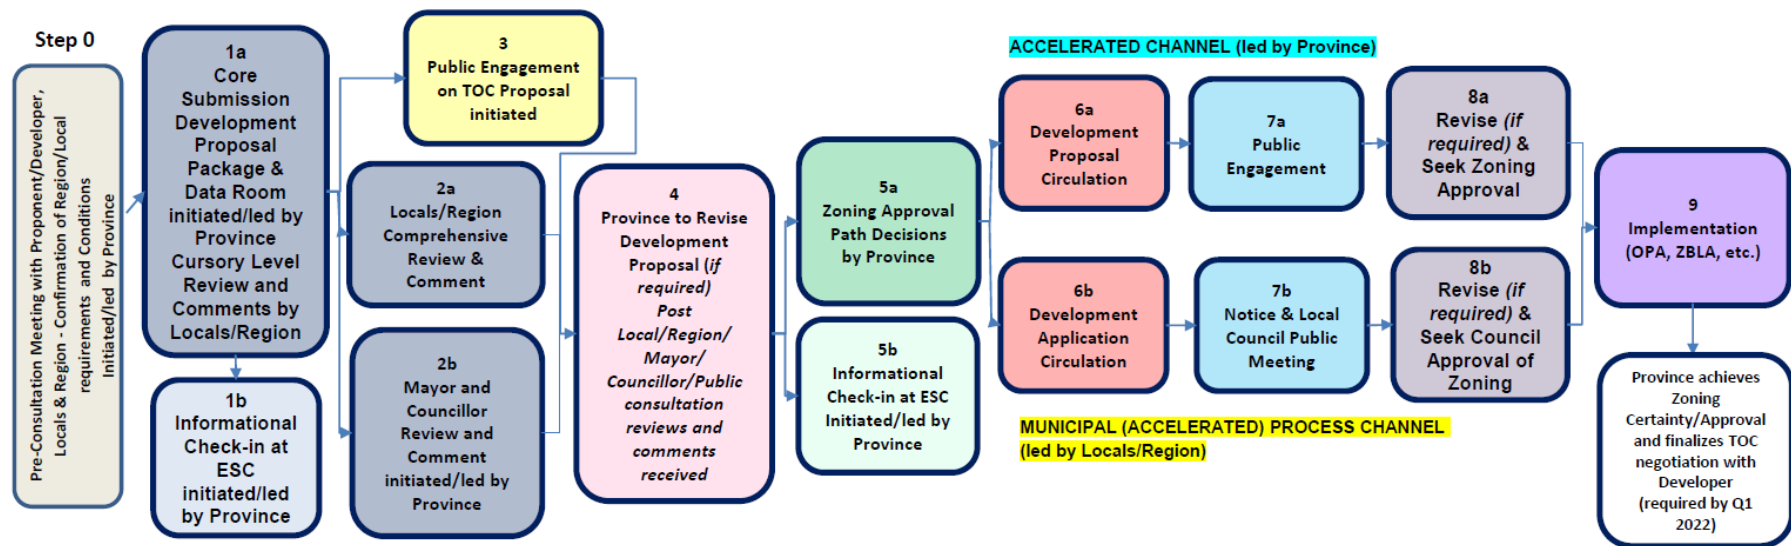 Step 0
Pre-Consultation Meeting with Proponent/Developer,
Locals & Region - Confirmation of Region/Local
requirements and Conditions
Initiated/led by Province
1a
Core
Submission
Development
Proposal
Package &
Data Room
initiated/led by
Province
Cursory Level
Review and
Comments by
Locals/Region
1b
Informational
Check-in at
ESC
initiated/led
by Province
3
Public Engagement
on TOC Proposal
initiated
2a
Locals/Region
Comprehensive
Review &
Comment
2b
Mayor and
Councillor
Review and
Comment
initiated/led by
Province
4
Province to Revise
Development
Proposal (if
required)
Post
Local/Region/
Mayor/
Councillor/Public
consultation
reviews and
comments
received
5a
Zoning Approval
Path Decisions
by Province
5b
Informational
Check-in at ESC
Initiated/led by
Province
ACCELERATED CHANNEL (led by Province)
6a
Development
Proposal
Circulation
7a
Public
Engagement
8a
Revise (if
required) &
Seek Zoning
Approval
6b
Development
Application
Circulation
7b
Notice & Local
Council Public
Meeting
8b
Revise (if
required) &
Seek Council
Approval of
Zoning
MUNICIPAL (ACCELERATED) PROCESS CHANNEL
(led by Locals/Region)
9
Implementation
(OPA, ZBLA, etc.)
Province achieves
Zoning
Certainty/Approval
and finalizes TOC
negotiation with
Developer
(required by Q1
2022)